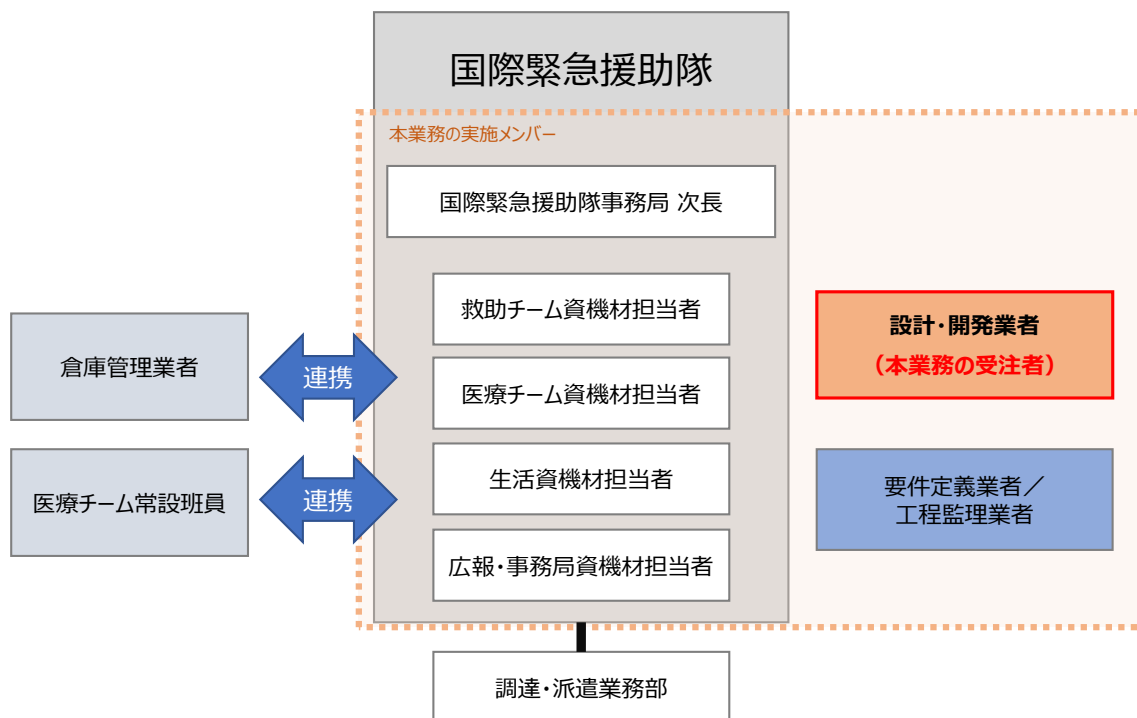 国際緊急援助隊
本業務の実施メンバー
国際緊急援助隊事務局 次長
救助チーム資機材担当者
医療チーム資機材担当者
生活資機材担当者
広報・事務局資機材担当者
倉庫管理業者
連携
医療チーム常設班員
連携
設計・開発業者
（本業務の受注者）
要件定義業者／
工程監理業者
調達・派遣業務部